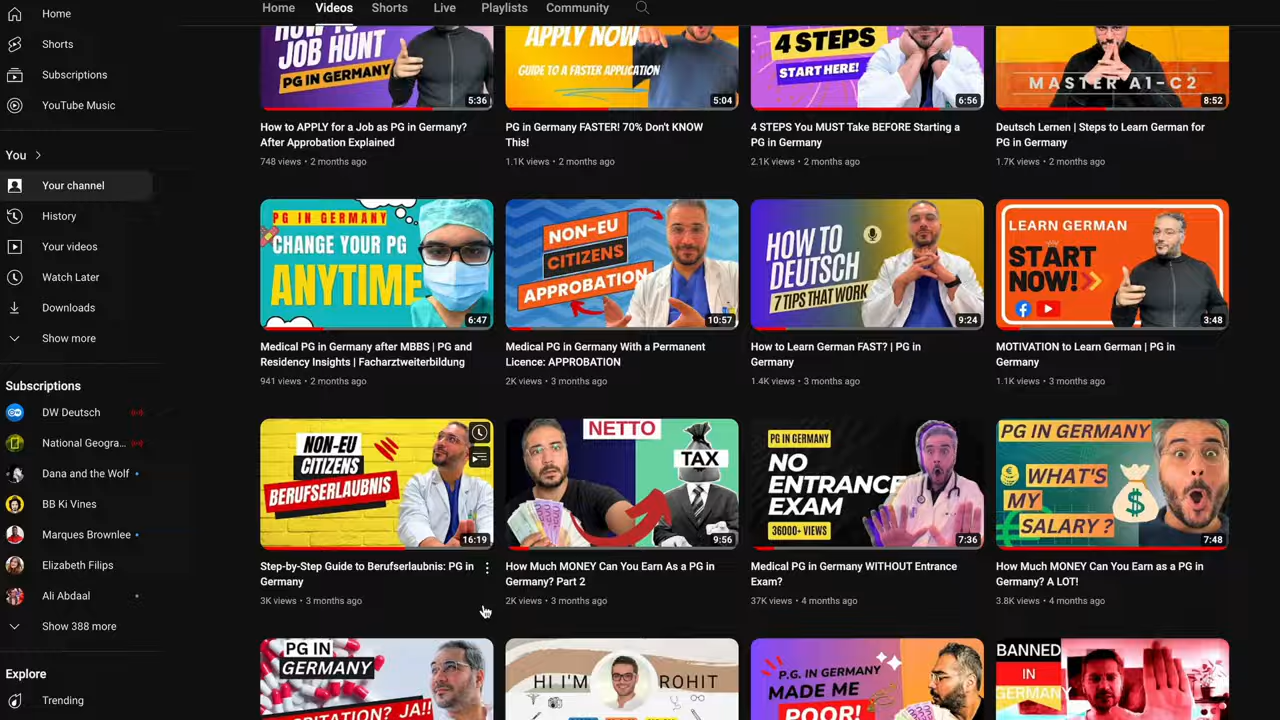 Home
Videos
Shorts
Live
Playlists
Community
Home
Shorts
Subscriptions
YouTube Music
You
Your channel
History
Your videos
Watch Later
Downloads
Show more
Subscriptions
DW Deutsch
National Geogra...
Dana and the Wolf
BB Ki Vines
Marques Brownlee
Elizabeth Filips
Ali Abdaal
Show 388 more
Explore
Trending
HOW TO
JOB HUNT
PG IN GERMANY
5:36
How to APPLY for a Job as PG in Germany?
After Approbation Explained
748 views • 2 months ago
APPLY NOW
GUIDE TO A FASTER APPLICATION
5:04
PG in Germany FASTER! 70% Don't KNOW
This!
1.1K views • 2 months ago
4 STEPS
START HERE!
6:56
4 STEPS You MUST Take BEFORE Starting a
PG in Germany
2.1K views • 2 months ago
MASTER A1-C2
8:52
Deutsch Lernen | Steps to Learn German for
PG in Germany
1.7K views • 2 months ago
PG IN GERMANY
CHANGE YOUR PG
ANYTIME
6:47
Medical PG in Germany after MBBS | PG and
Residency Insights | Facharztweiterbildung
941 views • 2 months ago
NON-EU
CITIZENS
APPROBATION
10:57
Medical PG in Germany With a Permanent
Licence: APPROBATION
2K views • 3 months ago
HOW TO
DEUTSCH
7 TIPS THAT WORK
9:24
How to Learn German FAST? | PG in
Germany
1.4K views • 3 months ago
LEARN GERMAN
START
NOW!
3:48
MOTIVATION to Learn German | PG in
Germany
1.1K views • 3 months ago
NON-EU
CITIZENS
BERUFSERLAUBNIS
16:19
Step-by-Step Guide to Berufserlaubnis: PG in
Germany
3K views • 3 months ago
NETTO
TAX
9:56
How Much MONEY Can You Earn As a PG in
Germany? Part 2
2K views • 3 months ago
PG IN GERMANY
NO
ENTRANCE
EXAM
36000+ VIEWS
7:36
Medical PG in Germany WITHOUT Entrance
Exam?
37K views • 4 months ago
PG IN GERMANY
WHAT'S
MY
SALARY ?
7:48
How Much MONEY Can You Earn as a PG in
Germany? A LOT!
3.8K views • 4 months ago
PG IN
GERMANY
JA!!
HI I'M ROHIT
P.G. IN GERMANY
MADE ME
POOR!
BANNED
IN
GERMANY